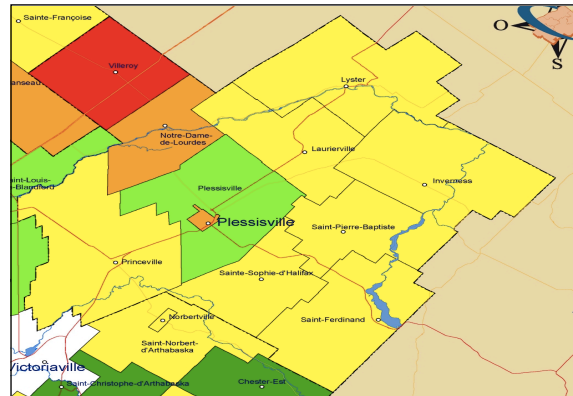 Sainte-Françoise
O
S
Villeroy
Lyster
anseau
Notre-Dame-
de-Lourdes
Laurierville
aint-Louis-
-Blandford
Plessisville
Inverness
Plessisville
Saint-Pierre-Baptiste
Princeville
Sainte-Sophie-d'Halifax
Norbertville
Saint-Ferdinand
Saint-Norbert-
d'Arthabaska
Victoriaville
Saint-Christophe-d'Arthabaska
Chester-Est